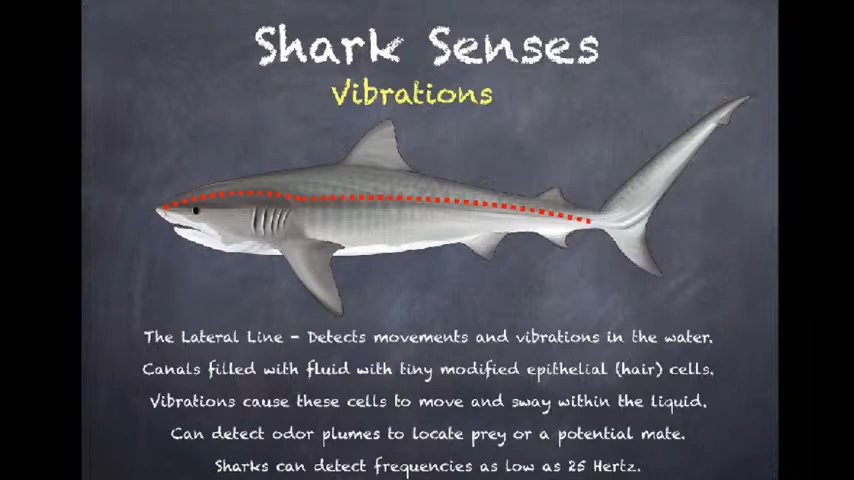 Shark Senses
Vibrations
The Lateral Line - Detects movements and vibrations in the water.
Canals filled with fluid with tiny modified epithelial (hair) cells.
Vibrations cause these cells to move and sway within the liquid.
Can detect odor plumes to locate prey or a potential mate.
Sharks can detect frequencies as low as 25 Hertz.